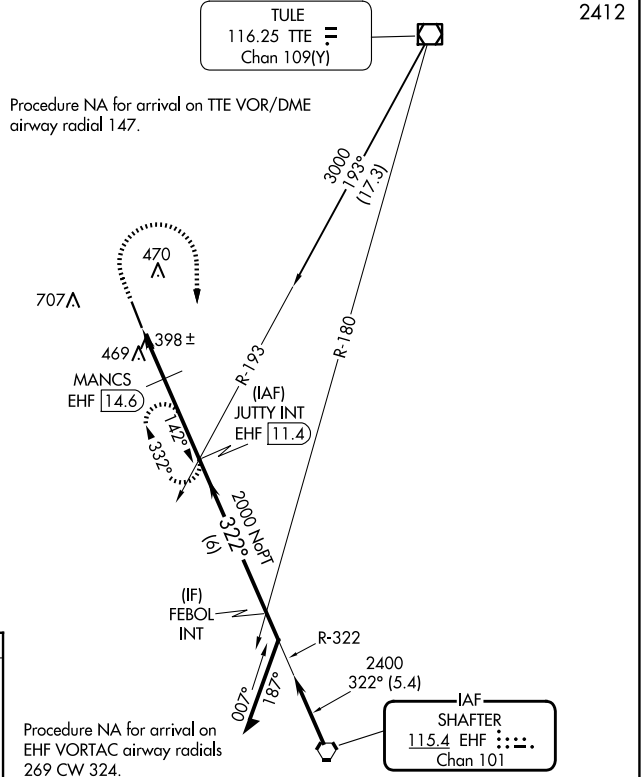 2412
TULE
116.25 TTE
Chan 109(Y)
Procedure NA for arrival on TTE VOR/DME
airway radial 147.
3000
193°
(17.3)
470
707
398 ±
469
R-193
R-180
MANCS
EHF 14.6
(IAF)
JUTTY INT
EHF 11.4
142°
332°
2000 NoPT
322°
(6)
(IF)
FEBOL
INT
R-322
2400
322° (5.4)
007°
187°
IAF
SHAFTER
115.4 EHF
Chan 101
Procedure NA for arrival on
EHF VORTAC airway radials
269 CW 324.